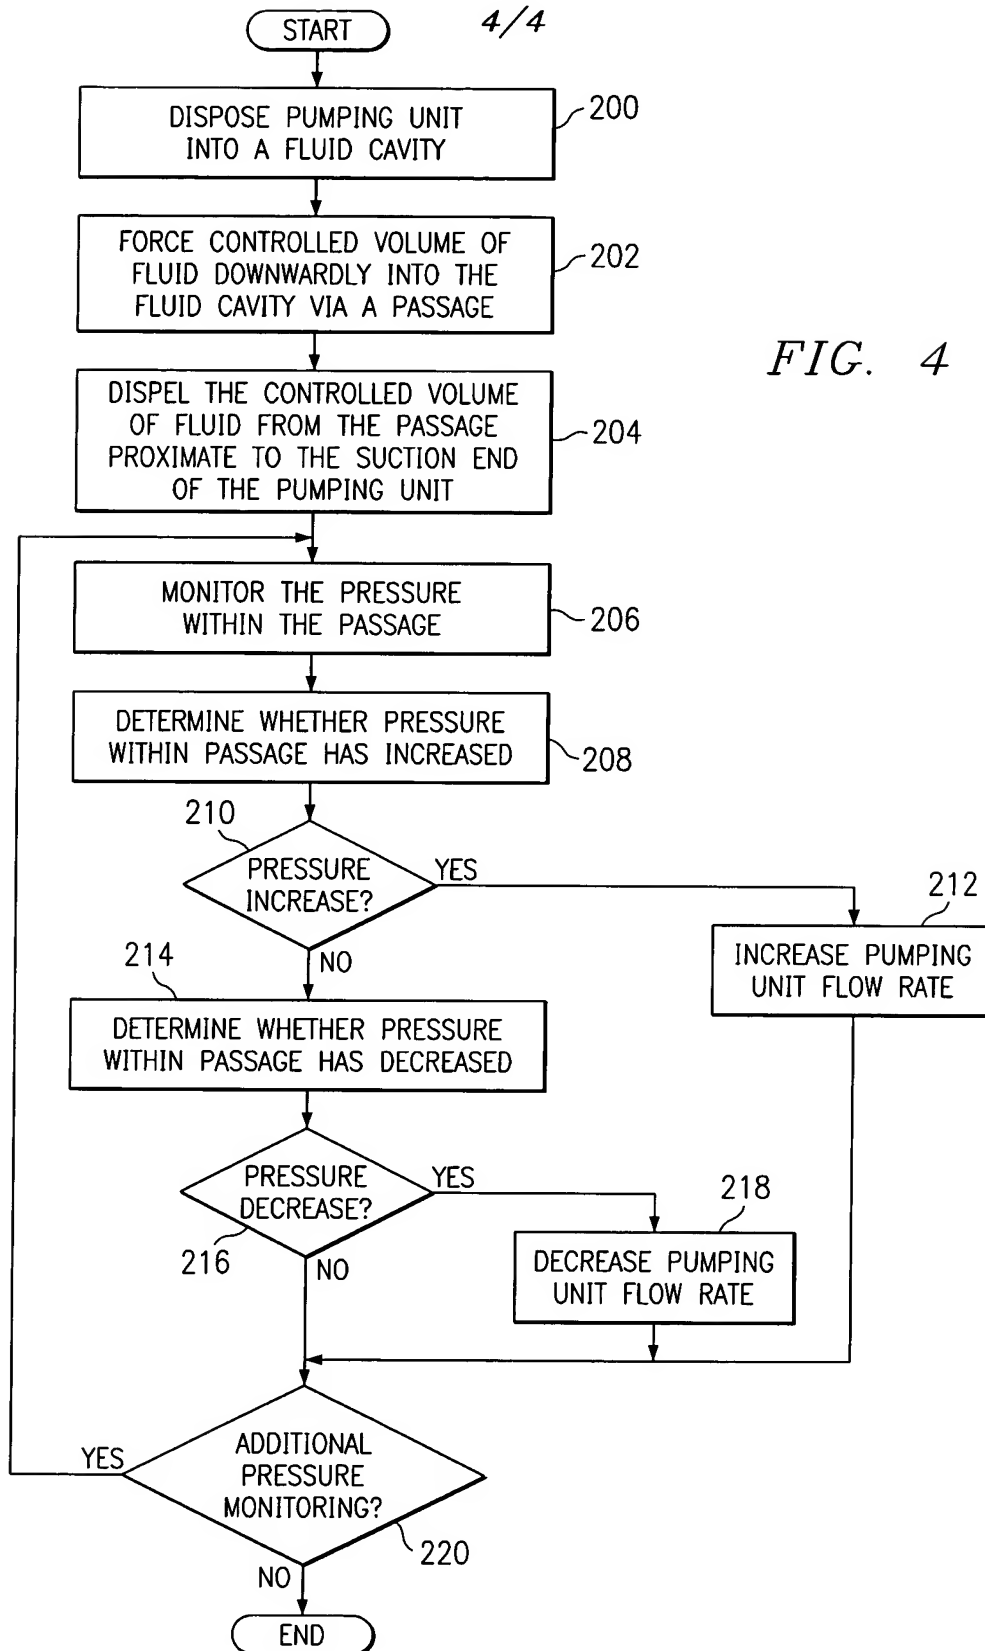 4/4
START
DISPOSE PUMPING UNIT
INTO A FLUID CAVITY
200
FORCE CONTROLLED VOLUME OF
FLUID DOWNWARDLY INTO THE
FLUID CAVITY VIA A PASSAGE
202
FIG. 4
DISPEL THE CONTROLLED VOLUME
OF FLUID FROM THE PASSAGE
PROXIMATE TO THE SUCTION END
OF THE PUMPING UNIT
204
MONITOR THE PRESSURE
WITHIN THE PASSAGE
206
DETERMINE WHETHER PRESSURE
WITHIN PASSAGE HAS INCREASED
208
210
PRESSURE
INCREASE?
YES
NO
212
INCREASE PUMPING
UNIT FLOW RATE
214
DETERMINE WHETHER PRESSURE
WITHIN PASSAGE HAS DECREASED
PRESSURE
DECREASE?
YES
216
NO
218
DECREASE PUMPING
UNIT FLOW RATE
YES
ADDITIONAL
PRESSURE
MONITORING?
220
NO
END